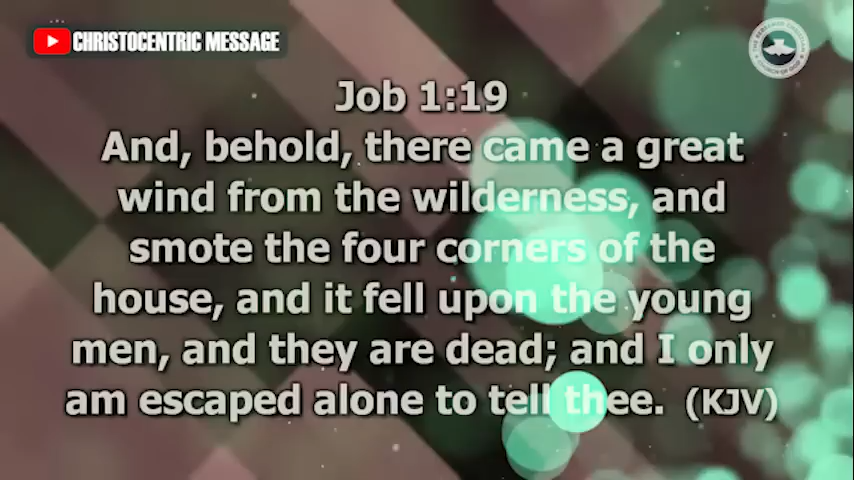 CHRISTOCENTRIC MESSAGE
Job 1:19
And, behold, there came a great
wind from the wilderness, and
smote the four corners of the
house, and it fell upon the young
men, and they are dead; and I only
am escaped alone to tell thee. (KJV)